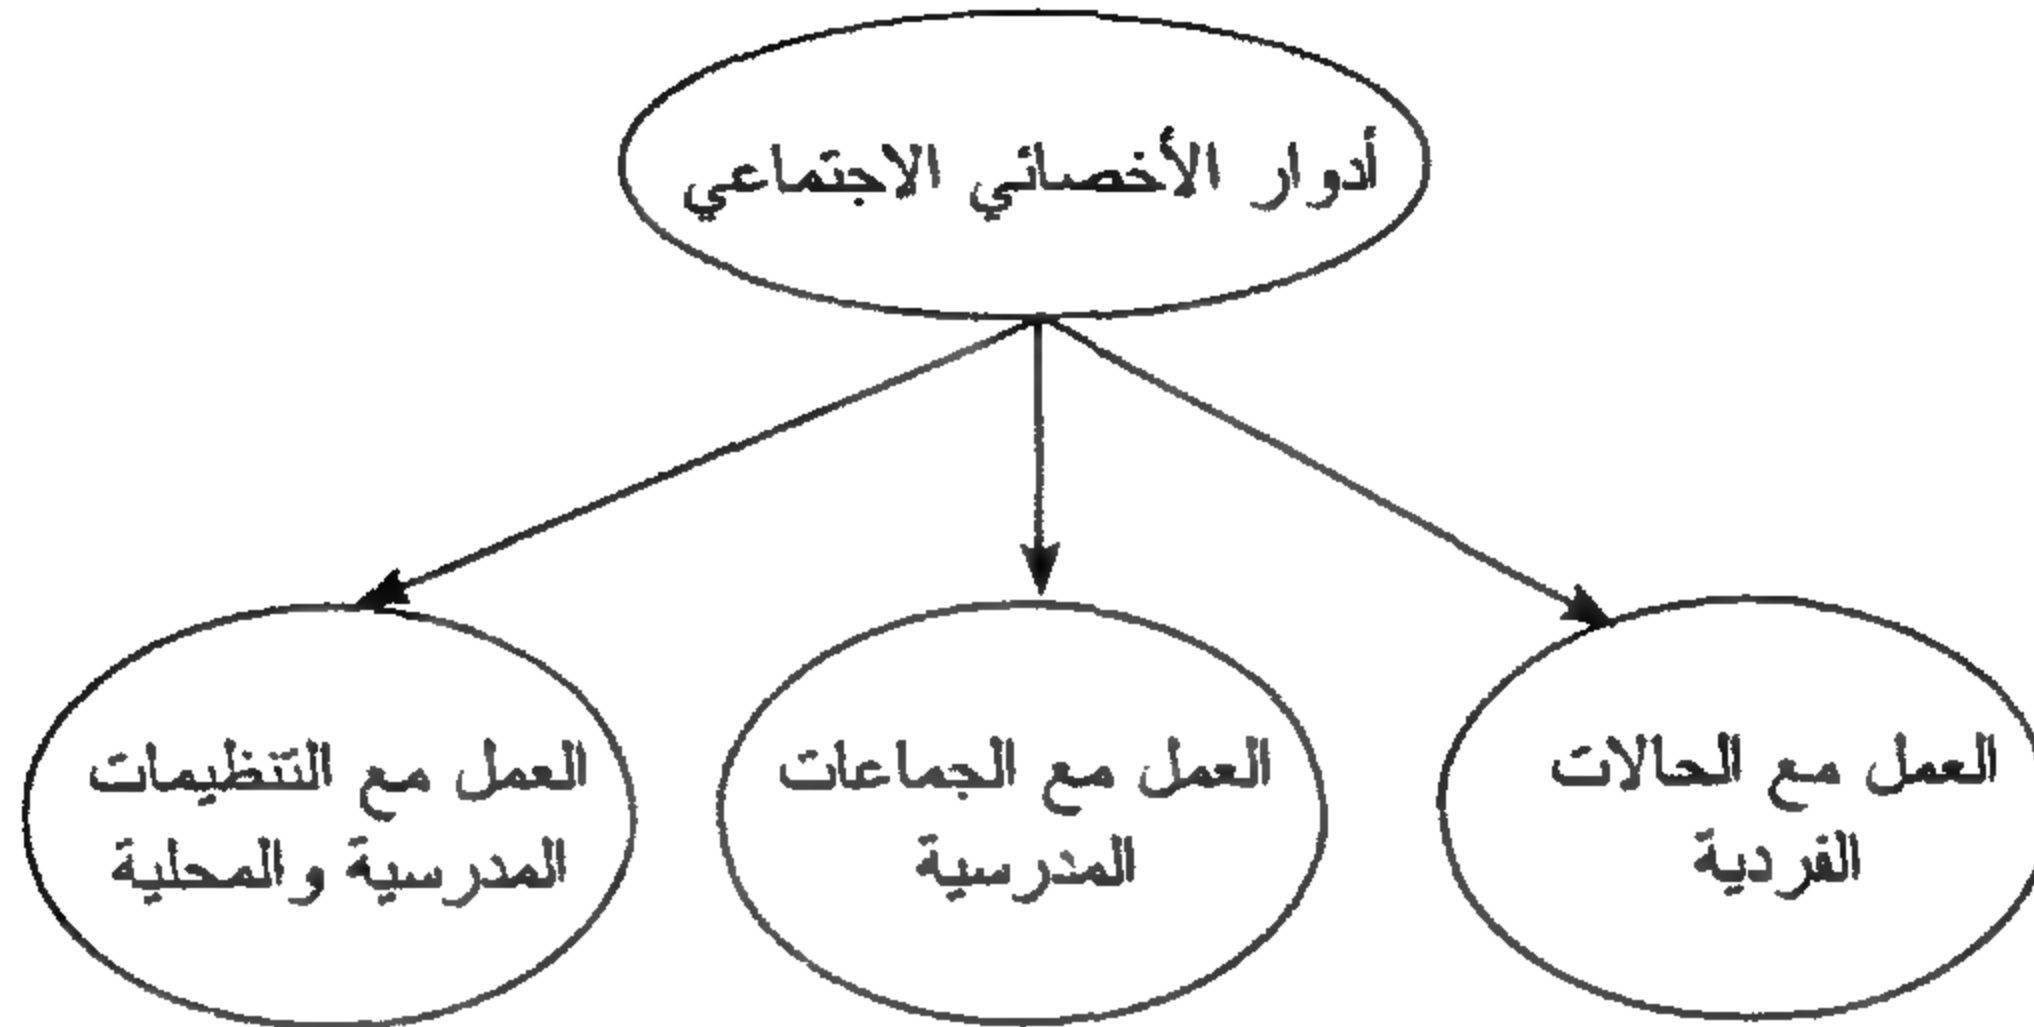 أدوار الأخصائي الاجتماعي
العمل مع الحالات
الفردية
العمل مع الجماعات
المدرسية
العمل مع التنظيمات
المدرسية والمحلية